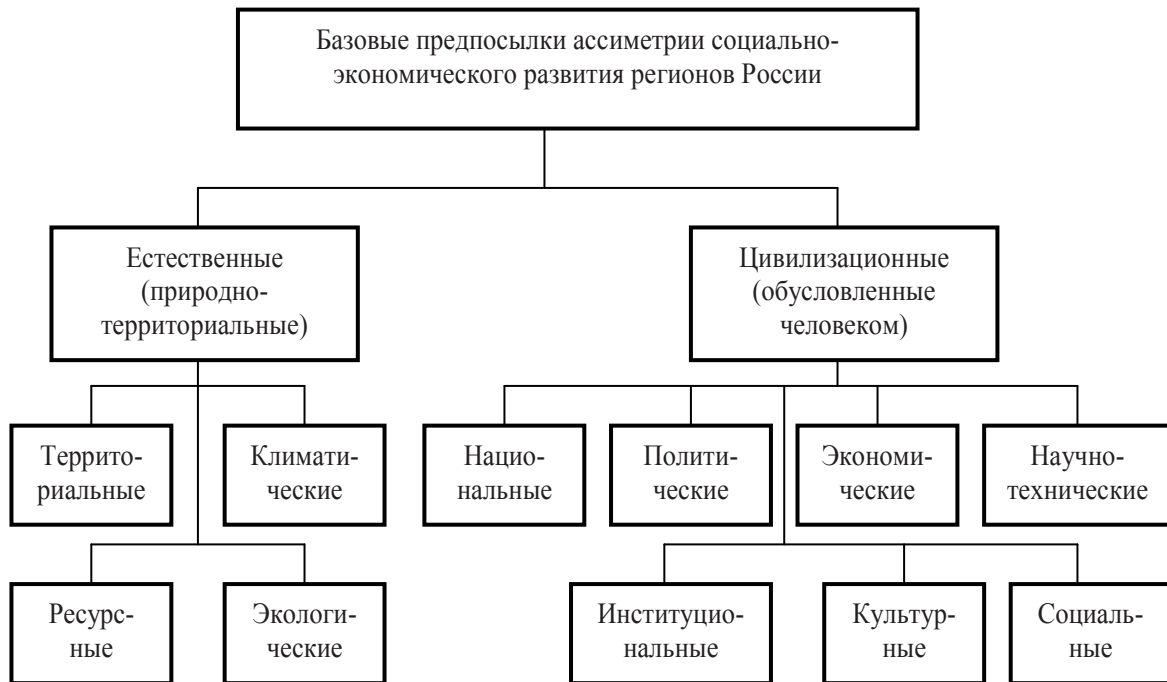 Базовые предпосылки ассиметрии социально-
экономического развития регионов России
Естественные
(природно-
территориальные)
Цивилизационные
(обусловленные
человеком)
Террито-
риальные
Климати-
ческие
Нацио-
нальные
Полити-
ческие
Экономи-
ческие
Научно-
технические
Ресурс-
ные
Экологи-
ческие
Институцио-
нальные
Культур-
ные
Социаль-
ные